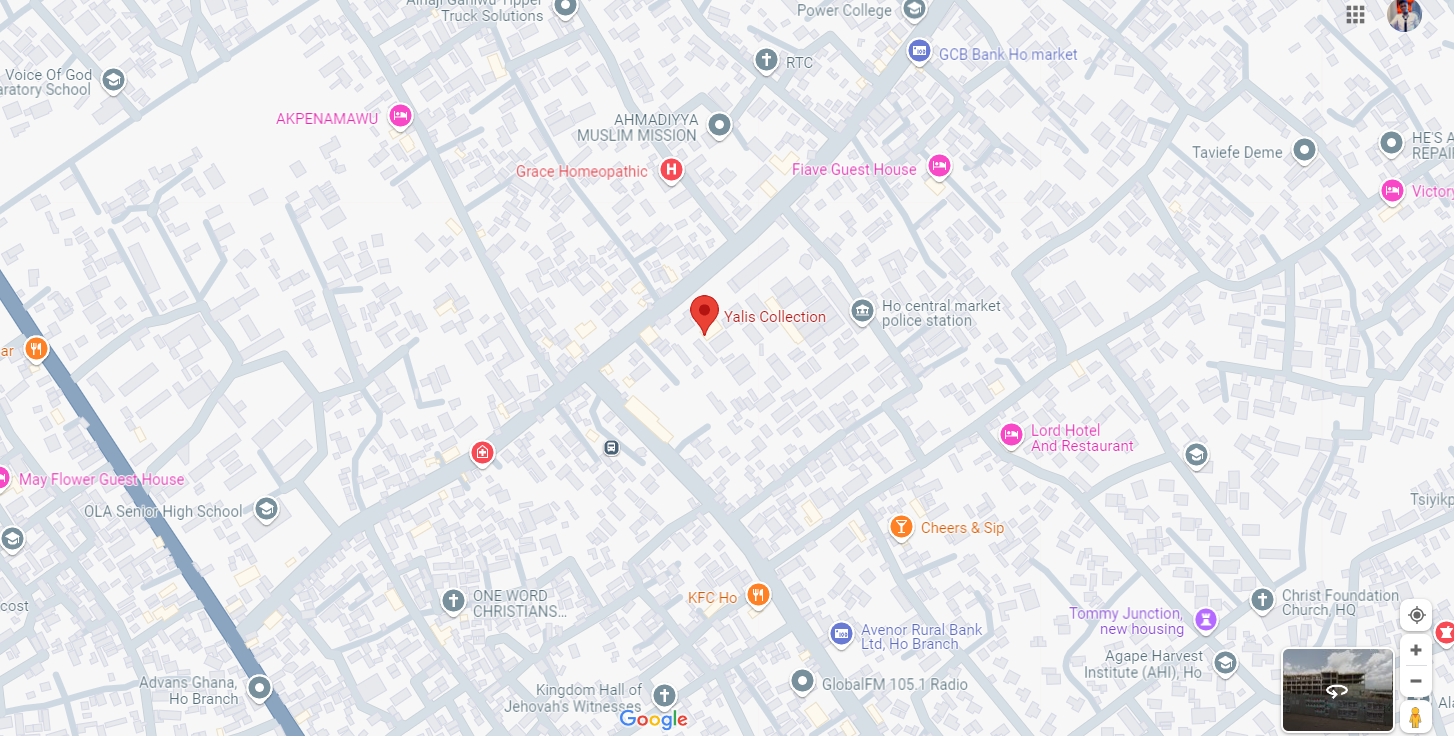 Truck Solutions
Power College
GCB Bank Ho market
RTC
Voice Of God
aratory School
AKPENAMAWU
AHMADIYYA
MUSLIM MISSION
Grace Homeopathic
H
Fiave Guest House
Taviefe Deme
HE'S A
REPAIR
Victory
Ho central market
police station
Yalis Collection
ar
Lord Hotel
And Restaurant
May Flower Guest House
OLA Senior High School
Tsiyikp
Cheers & Sip
ONE WORD
CHRISTIANS...
KFC Ho
cost
Christ Foundation
Church, HQ
Tommy Junction,
new housing
Avenor Rural Bank
Ltd, Ho Branch
Agape Harvest
Institute (AHI), Ho
Advans Ghana,
Ho Branch
Kingdom Hall of
Jehovah's Witnesses
GlobalFM 105.1 Radio
Google